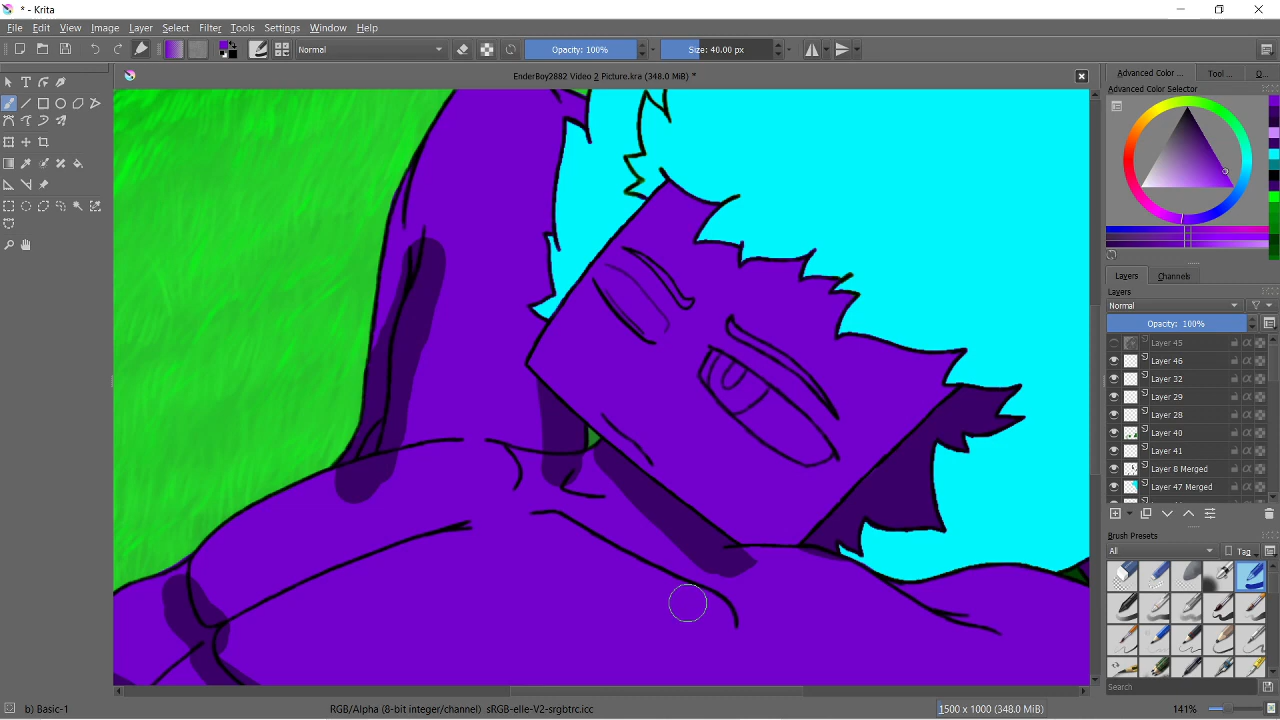 * - Krita
File Edit View Image Layer Select Filter Tools Settings Window Help
Normal Opacity: 100% Size: 40.00 px
EnderBoy2882 Video 2 Picture.kra (348.0 MiB) *
Advanced Color ... Tool ... O...
Advanced Color Selector
Layers Channels
Layers
Normal
Opacity: 100%
Layer 45
Layer 46
Layer 32
Layer 29
Layer 28
Layer 40
Layer 41
Layer 8 Merged
Layer 47 Merged
Brush Presets
All Tag
Search
b) Basic-1 RGB/Alpha (8-bit integer/channel) sRGB-elle-V2-srgbtrc.icc 1500 x 1000 (348.0 MiB) 141%